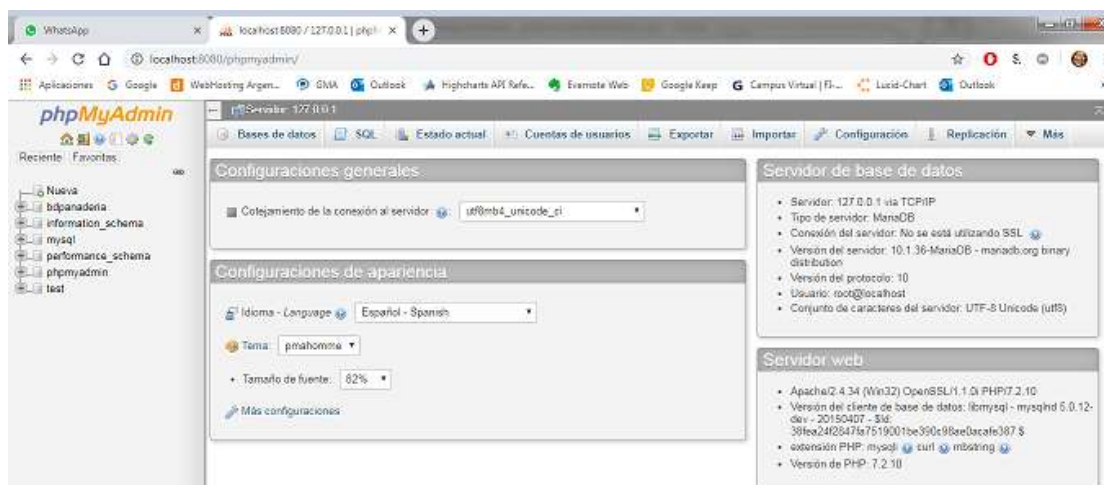 WhatsApp
localhost:8080 / 127.0.0.1 | php
localhost:8080/phpmyadmin/
Aplicaciones Google WebHosting Argen... GMA Outlook Highcharts API Refe... Evernote Web Google Keep Campus Virtual | FI-... Lucid-Chart Outlook
phpMyAdmin
Reciente Favoritas
Nueva
bdpanaderia
information_schema
mysql
performance_schema
phpmyadmin
test
Servidor: 127.0.0.1
Bases de datos SQL Estado actual Cuentas de usuarios Exportar Importar Configuración Replicación Más
Configuraciones generales
Cotejamiento de la conexión al servidor: utf8mb4_unicode_ci
Configuraciones de apariencia
Idioma - Language Español - Spanish
Tema: pmahomme
Tamaño de fuente: 82%
Más configuraciones
Servidor de base de datos
Servidor: 127.0.0.1 via TCP/IP
Tipo de servidor: MariaDB
Conexión del servidor: No se está utilizando SSL
Versión del servidor: 10.1.36-MariaDB - mariadb.org binary
distribution
Versión del protocolo: 10
Usuario: root@localhost
Conjunto de caracteres del servidor: UTF-8 Unicode (utf8)
Servidor web
Apache/2.4.34 (Win32) OpenSSL/1.1.0i PHP/7.2.10
Versión del cliente de base de datos: libmysql - mysqlnd 5.0.12-
dev - 20150407 - $Id:
38fea24f2847fa7519001be390c98ae0acafe387 $
extensión PHP: mysqli curl mbstring
Versión de PHP: 7.2.10